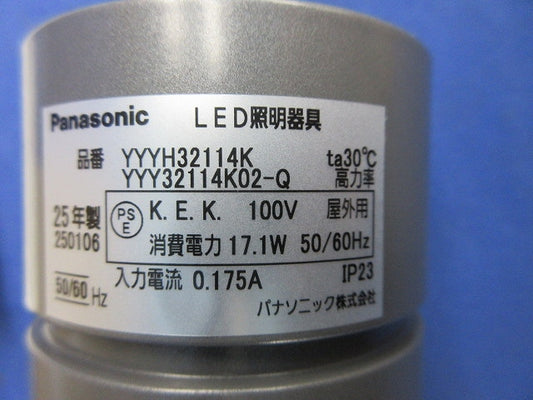 Panasonic LED照明器具
品番 YYYH32114K ta30℃
YYY32114K02-Q 高力率
25年製 PSE K.E.K. 100V 屋外用
250106 消費電力 17.1W 50/60Hz
50/60 Hz 入力電流 0.175A IP23
パナソニック株式会社